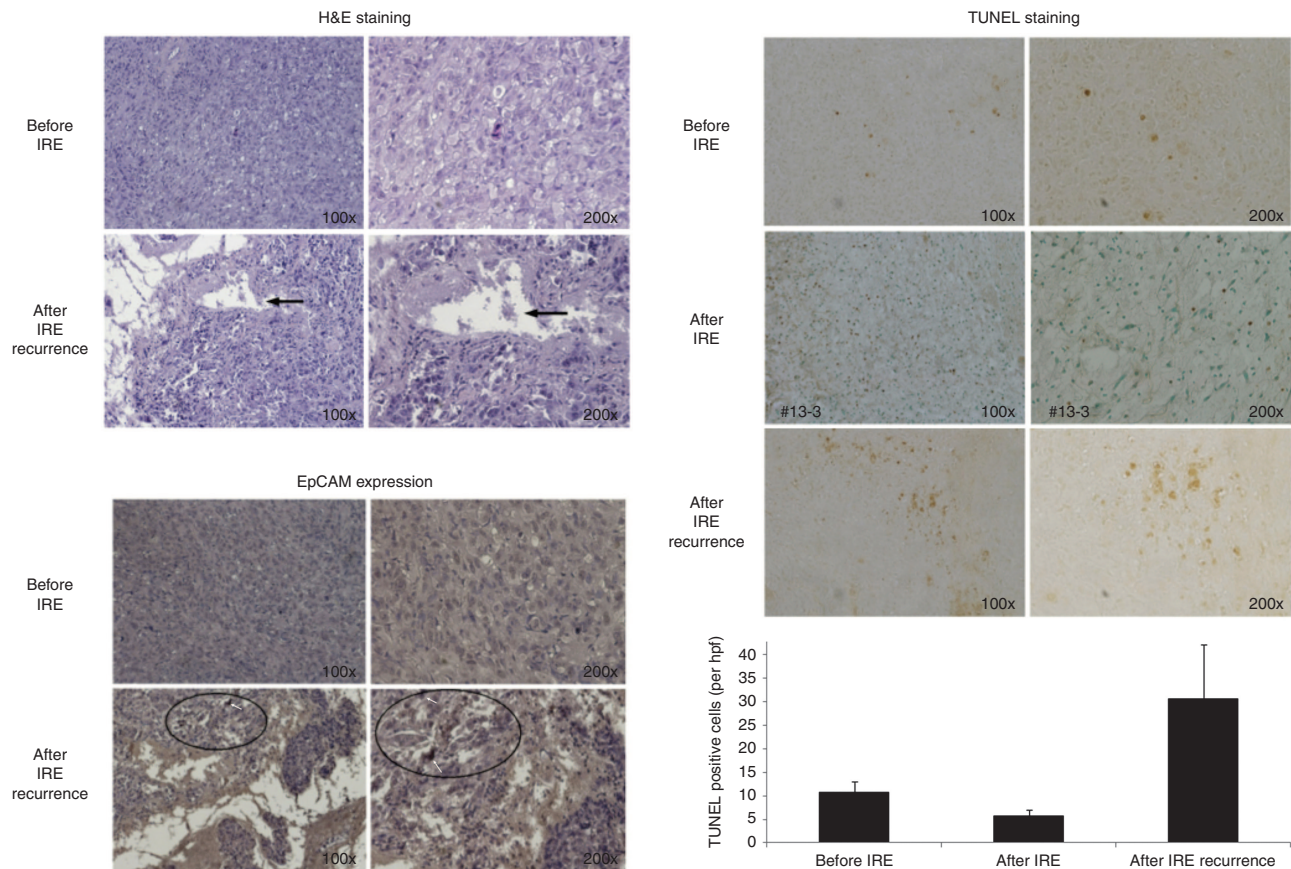 H&E staining
Before
IRE
100x
200x
After
IRE
recurrence
100x
200x
EpCAM expression
Before
IRE
100x
200x
After
IRE
recurrence
100x
200x
TUNEL staining
Before
IRE
100x
200x
After
IRE
#13-3
100x
#13-3
200x
After
IRE
recurrence
100x
200x
TUNEL positive cells (per hpf)
40
35
30
25
20
15
10
5
0
Before IRE
After IRE
After IRE recurrence